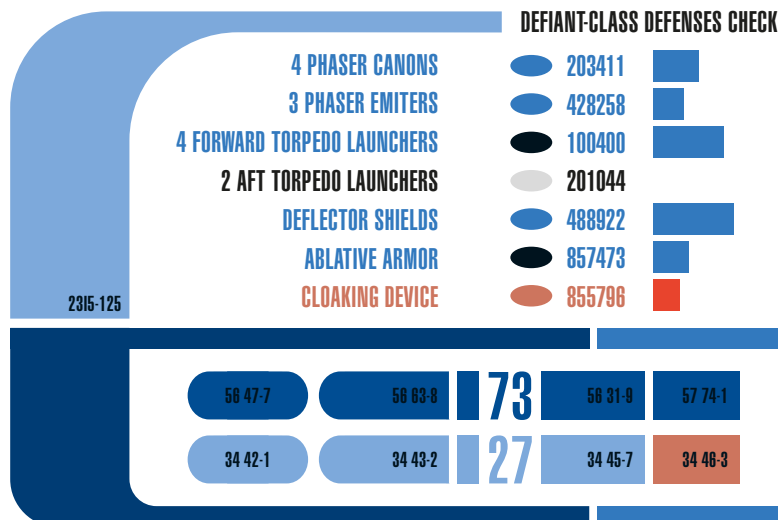 DEFIANT-CLASS DEFENSES CHECK
4 PHASER CANONS 203411
3 PHASER EMITERS 428258
4 FORWARD TORPEDO LAUNCHERS 100400
2 AFT TORPEDO LAUNCHERS 201044
DEFLECTOR SHIELDS 488922
ABLATIVE ARMOR 857473
CLOAKING DEVICE 855796
23I5-125
56 47-7 56 63-8 73 56 31-9 57 74-1
34 42-1 34 43-2 27 34 45-7 34 46-3